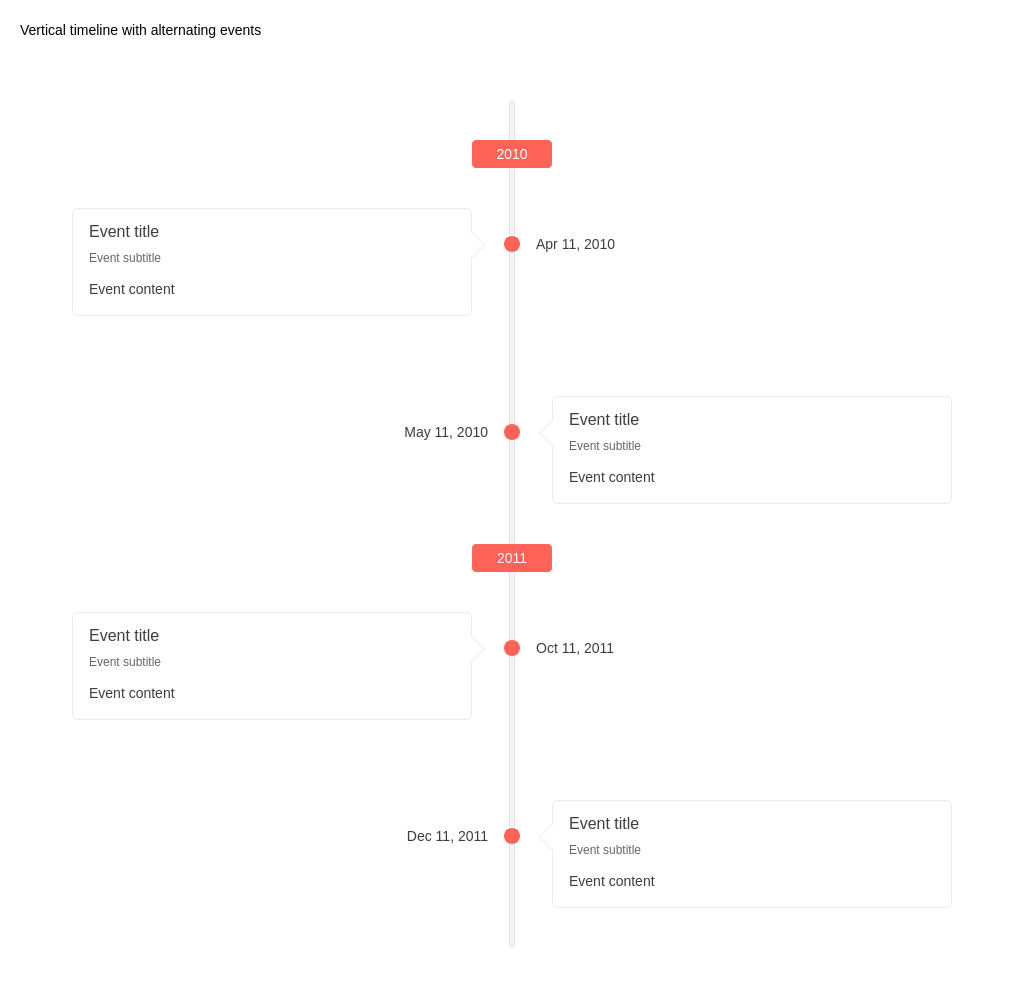 Vertical timeline with alternating events
2010
Event title
Event subtitle
Event content
Apr 11, 2010
May 11, 2010
Event title
Event subtitle
Event content
2011
Event title
Event subtitle
Event content
Oct 11, 2011
Dec 11, 2011
Event title
Event subtitle
Event content